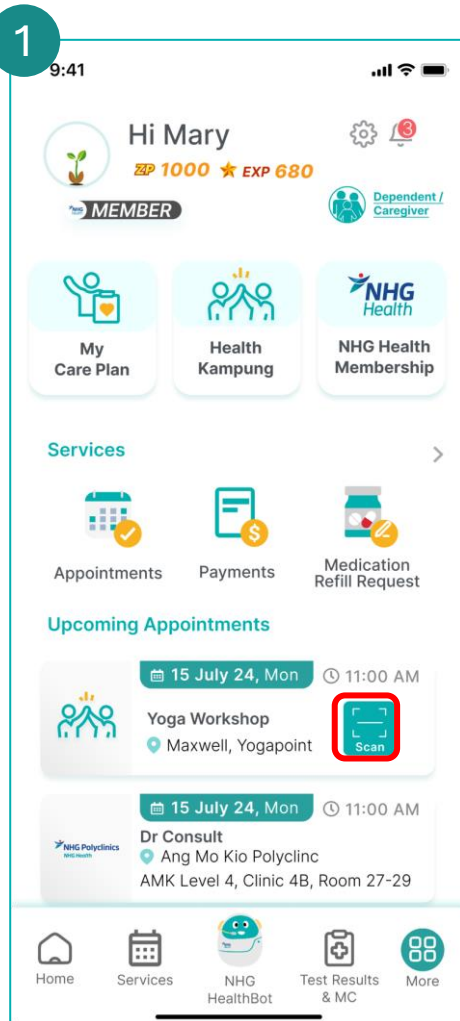 1
9:41
Hi Mary
3
ZP 1000 EXP 680
MEMBER
Dependent /
Caregiver
NHG
Health
My
Care Plan
Health
Kampung
NHG Health
Membership
Services
Appointments
Payments
Medication
Refill Request
Upcoming Appointments
15 July 24, Mon 11:00 AM
Yoga Workshop
Maxwell, Yogapoint
Scan
15 July 24, Mon 11:00 AM
NHG Polyclinics
NHG Health
Dr Consult
Ang Mo Kio Polyclinc
AMK Level 4, Clinic 4B, Room 27-29
Home
Services
NHG
HealthBot
Test Results
& MC
More